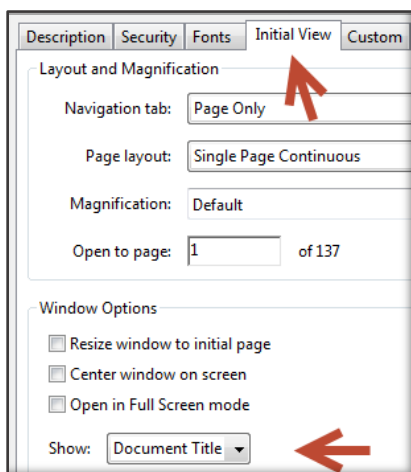 Description Security Fonts Initial View Custom
Layout and Magnification
Navigation tab: Page Only
Page layout: Single Page Continuous
Magnification: Default
Open to page: 1 of 137
Window Options
Resize window to initial page
Center window on screen
Open in Full Screen mode
Show: Document Title